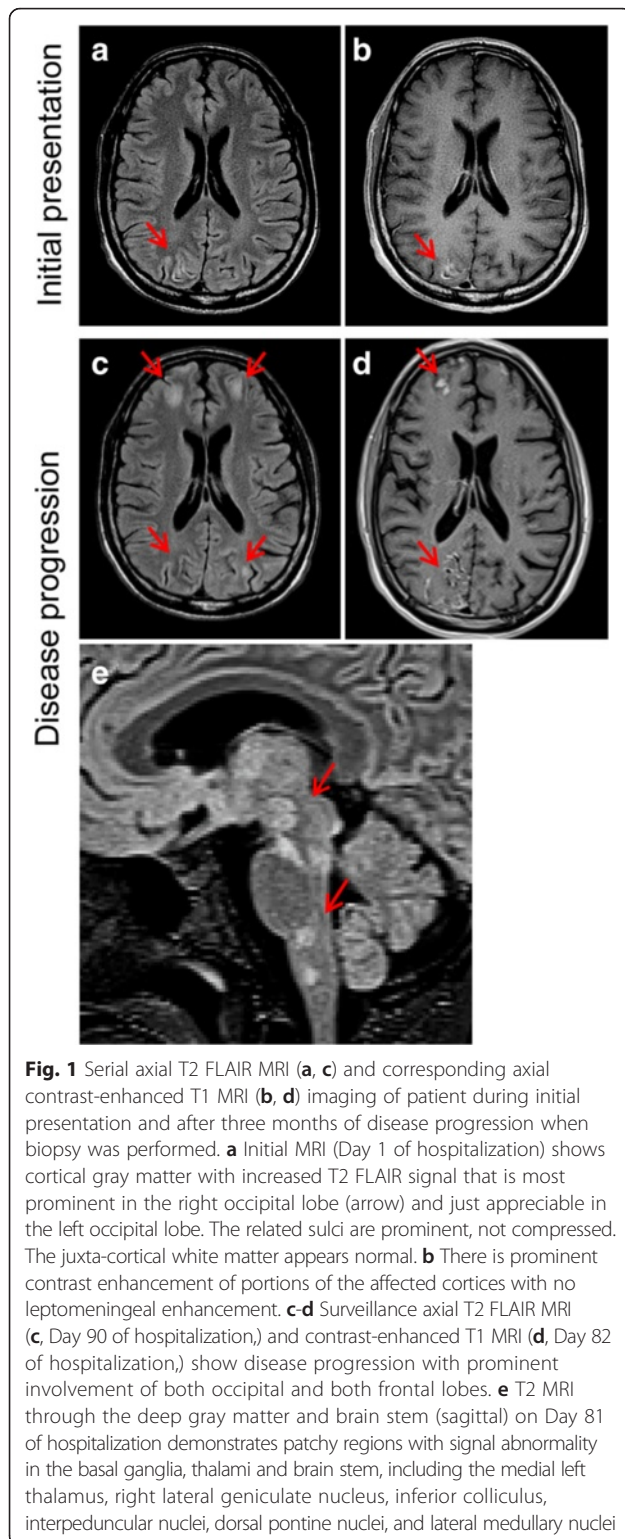 Initial presentation
a
b
Disease progression
c
d
e
Fig. 1 Serial axial T2 FLAIR MRI (a, c) and corresponding axial
contrast-enhanced T1 MRI (b, d) imaging of patient during initial
presentation and after three months of disease progression when
biopsy was performed. a Initial MRI (Day 1 of hospitalization) shows
cortical gray matter with increased T2 FLAIR signal that is most
prominent in the right occipital lobe (arrow) and just appreciable in
the left occipital lobe. The related sulci are prominent, not compressed.
The juxta-cortical white matter appears normal. b There is prominent
contrast enhancement of portions of the affected cortices with no
leptomeningeal enhancement. c-d Surveillance axial T2 FLAIR MRI
(c, Day 90 of hospitalization,) and contrast-enhanced T1 MRI (d, Day 82
of hospitalization,) show disease progression with prominent
involvement of both occipital and both frontal lobes. e T2 MRI
through the deep gray matter and brain stem (sagittal) on Day 81
of hospitalization demonstrates patchy regions with signal abnormality
in the basal ganglia, thalami and brain stem, including the medial left
thalamus, right lateral geniculate nucleus, inferior colliculus,
interpeduncular nuclei, dorsal pontine nuclei, and lateral medullary nuclei